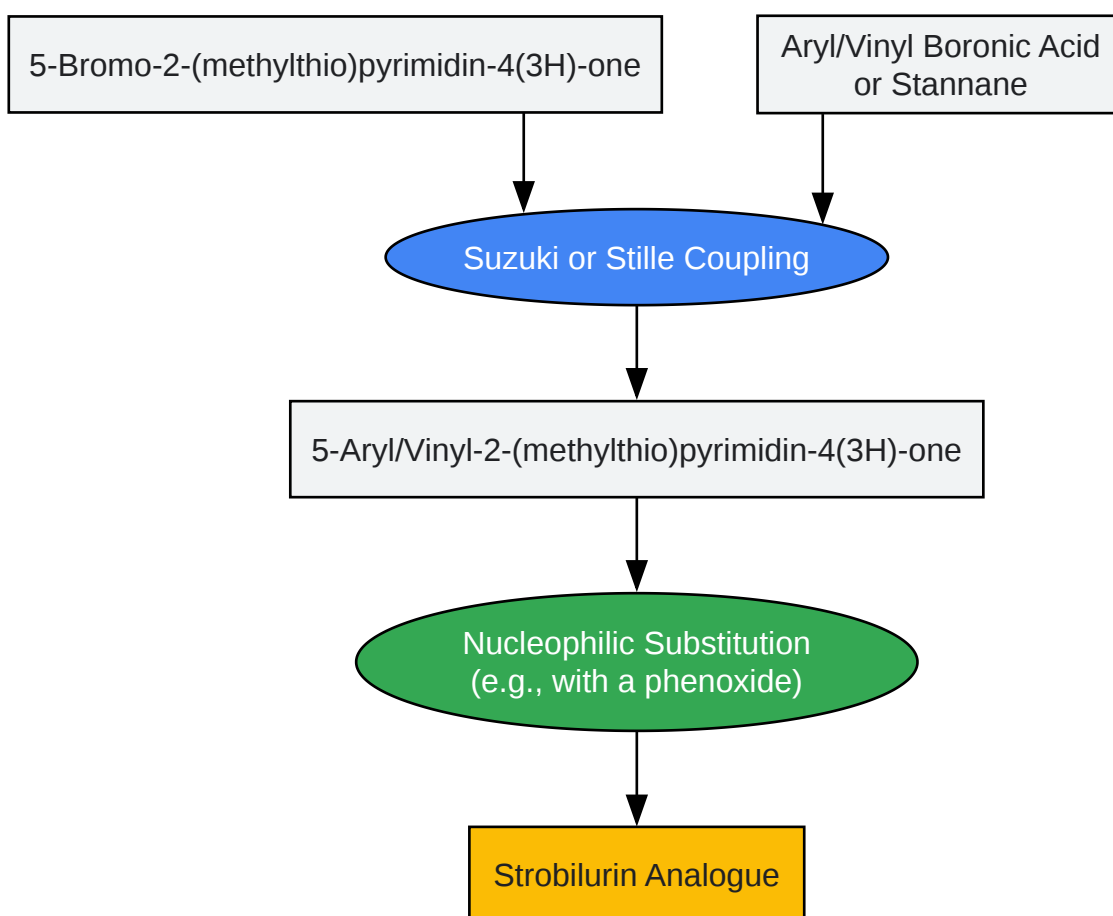 5-Bromo-2-(methylthio)pyrimidin-4(3H)-one
Aryl/Vinyl Boronic Acid
or Stannane
Suzuki or Stille Coupling
5-Aryl/Vinyl-2-(methylthio)pyrimidin-4(3H)-one
Nucleophilic Substitution
(e.g., with a phenoxide)
Strobilurin Analogue